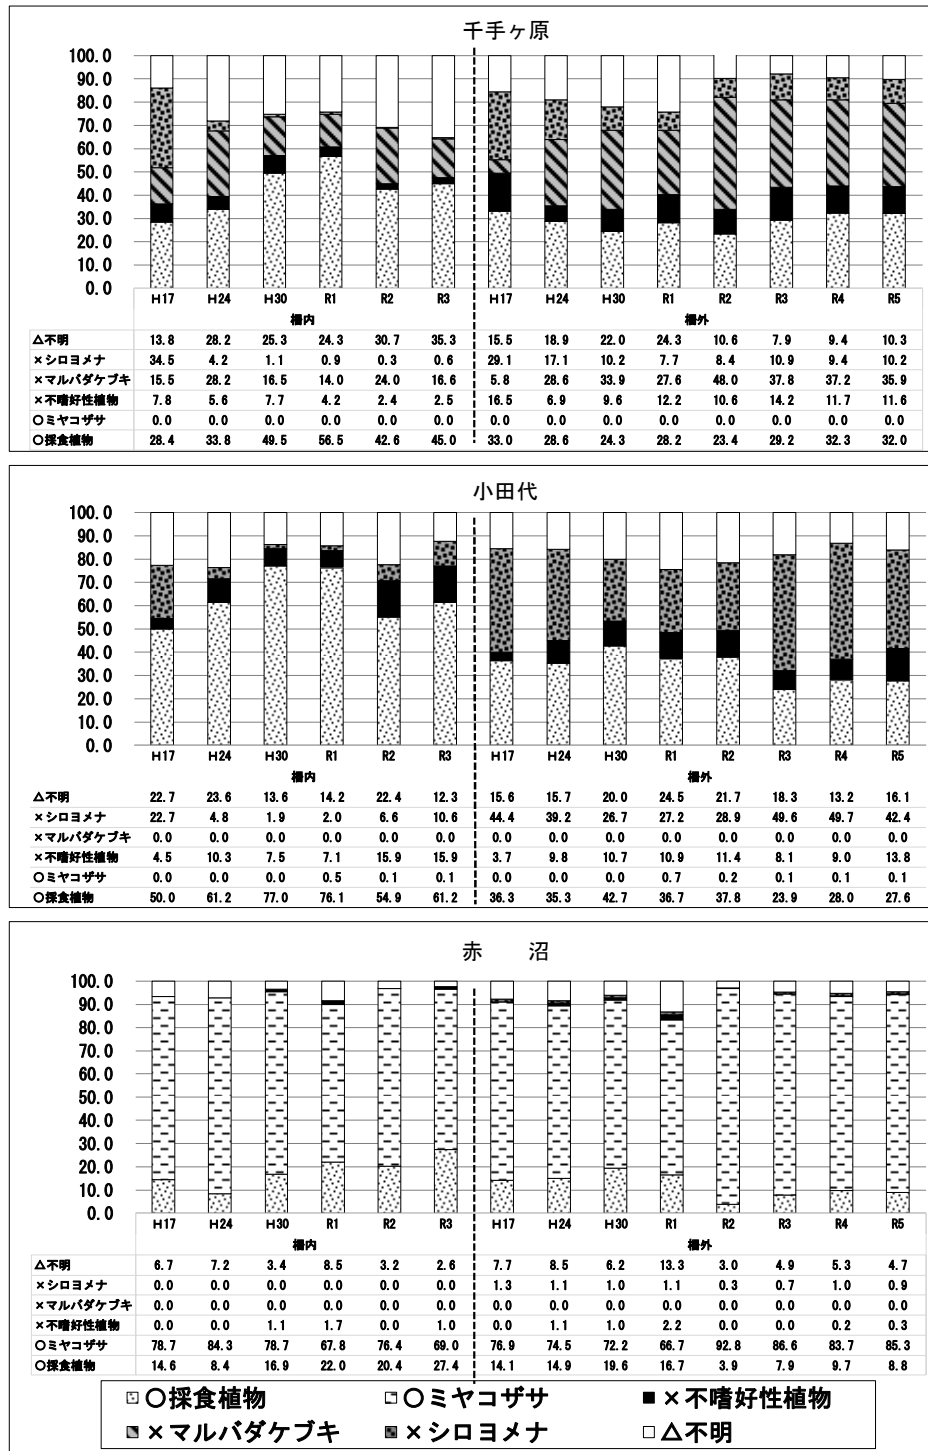 千手ヶ原
100.0
90.0
80.0
70.0
60.0
50.0
40.0
30.0
20.0
10.0
0.0
H17 H24 H30 R1 R2 R3 H17 H24 H30 R1 R2 R3 R4 R5
柵内 柵外
△不明 13.8 28.2 25.3 24.3 30.7 35.3 15.5 18.9 22.0 24.3 10.6 7.9 9.4 10.3
×シロヨメナ 34.5 4.2 1.1 0.9 0.3 0.6 29.1 17.1 10.2 7.7 8.4 10.9 9.4 10.2
×マルバダケブキ 15.5 28.2 16.5 14.0 24.0 16.6 5.8 28.6 33.9 27.6 48.0 37.8 37.2 35.9
×不嗜好性植物 7.8 5.6 7.7 4.2 2.4 2.5 16.5 6.9 9.6 12.2 10.6 14.2 11.7 11.6
○ミヤコザサ 0.0 0.0 0.0 0.0 0.0 0.0 0.0 0.0 0.0 0.0 0.0 0.0 0.0 0.0
○採食植物 28.4 33.8 49.5 56.5 42.6 45.0 33.0 28.6 24.3 28.2 23.4 29.2 32.3 32.0
小田代
100.0
90.0
80.0
70.0
60.0
50.0
40.0
30.0
20.0
10.0
0.0
H17 H24 H30 R1 R2 R3 H17 H24 H30 R1 R2 R3 R4 R5
柵内 柵外
△不明 22.7 23.6 13.6 14.2 22.4 12.3 15.6 15.7 20.0 24.5 21.7 18.3 13.2 16.1
×シロヨメナ 22.7 4.8 1.9 2.0 6.6 10.6 44.4 39.2 26.7 27.2 28.9 49.6 49.7 42.4
×マルバダケブキ 0.0 0.0 0.0 0.0 0.0 0.0 0.0 0.0 0.0 0.0 0.0 0.0 0.0 0.0
×不嗜好性植物 4.5 10.3 7.5 7.1 15.9 15.9 3.7 9.8 10.7 10.9 11.4 8.1 9.0 13.8
○ミヤコザサ 0.0 0.0 0.0 0.5 0.1 0.1 0.0 0.0 0.0 0.7 0.2 0.1 0.1 0.1
○採食植物 50.0 61.2 77.0 76.1 54.9 61.2 36.3 35.3 42.7 36.7 37.8 23.9 28.0 27.6
赤 沼
100.0
90.0
80.0
70.0
60.0
50.0
40.0
30.0
20.0
10.0
0.0
H17 H24 H30 R1 R2 R3 H17 H24 H30 R1 R2 R3 R4 R5
柵内 柵外
△不明 6.7 7.2 3.4 8.5 3.2 2.6 7.7 8.5 6.2 13.3 3.0 4.9 5.3 4.7
×シロヨメナ 0.0 0.0 0.0 0.0 0.0 0.0 1.3 1.1 1.0 1.1 0.3 0.7 1.0 0.9
×マルバダケブキ 0.0 0.0 0.0 0.0 0.0 0.0 0.0 0.0 0.0 0.0 0.0 0.0 0.0 0.0
×不嗜好性植物 0.0 0.0 1.1 1.7 0.0 1.0 0.0 1.1 1.0 2.2 0.0 0.0 0.2 0.3
○ミヤコザサ 78.7 84.3 78.7 67.8 76.4 69.0 76.9 74.5 72.2 66.7 92.8 86.6 83.7 85.3
○採食植物 14.6 8.4 16.9 22.0 20.4 27.4 14.1 14.9 19.6 16.7 3.9 7.9 9.7 8.8
○採食植物 ○ミヤコザサ ×不嗜好性植物
×マルバダケブキ ×シロヨメナ △不明